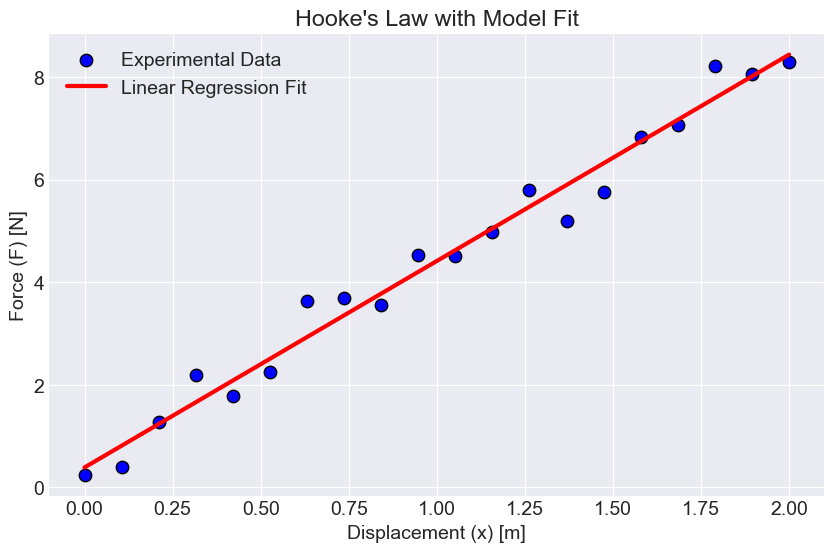 Hooke's Law with Model Fit
Experimental Data
Linear Regression Fit
Force (F) [N]
8
6
4
2
0
0.00 0.25 0.50 0.75 1.00 1.25 1.50 1.75 2.00
Displacement (x) [m]